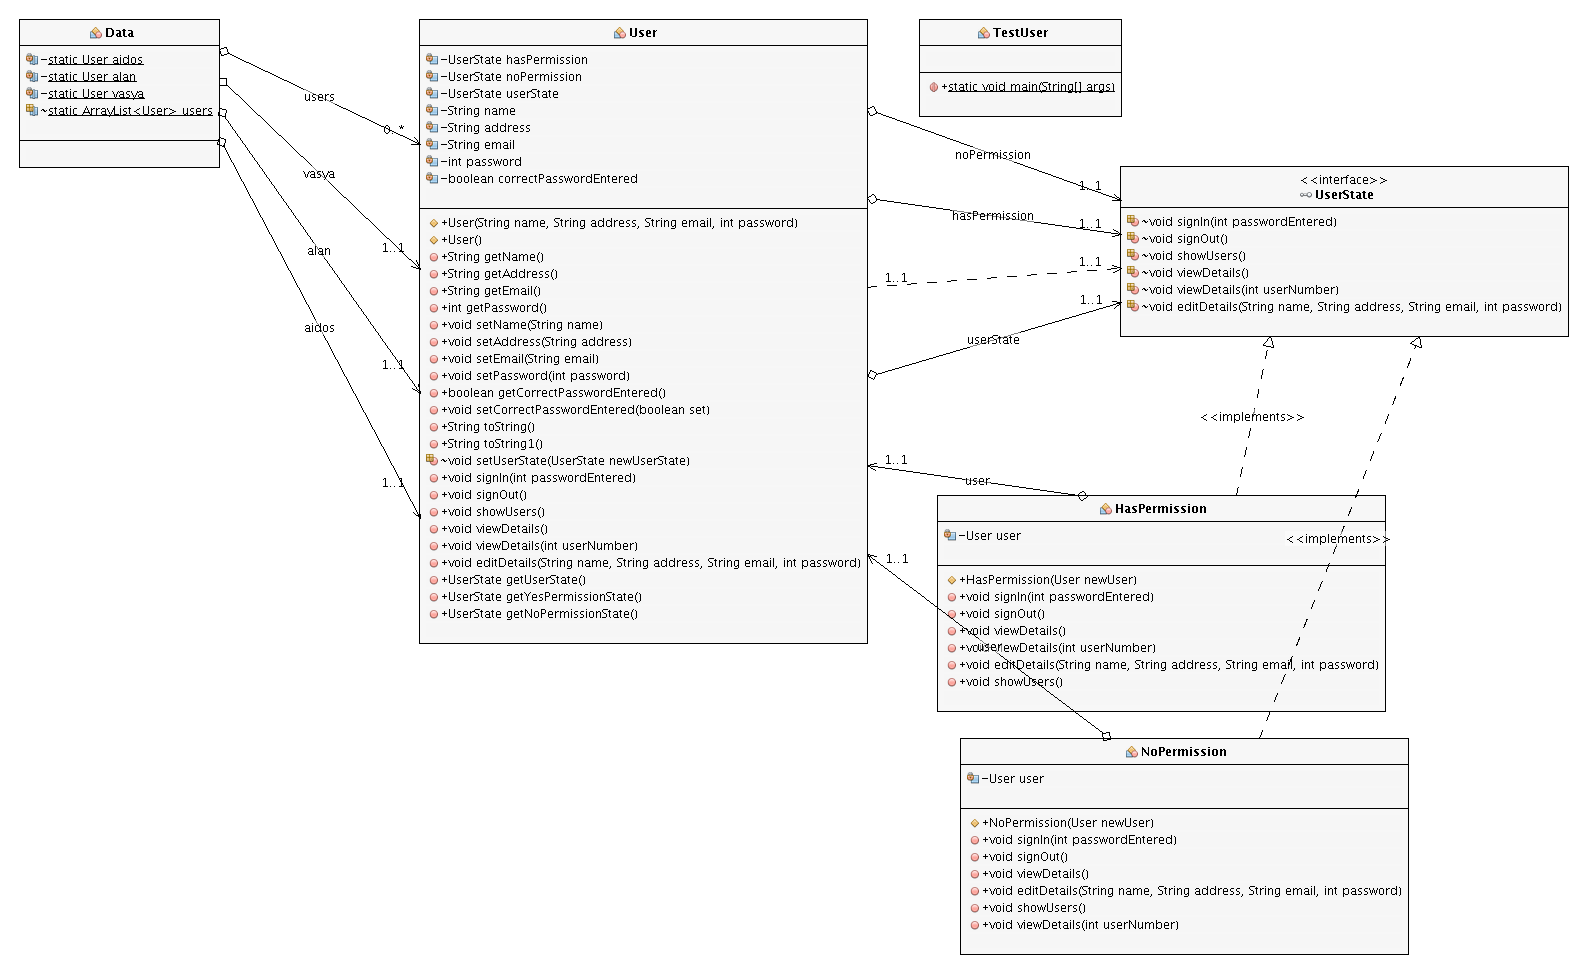 Data
-static User aidos
-static User alan
-static User vasya
~static ArrayList<User> users
users
0..*
vasya
1..1
alan
1..1
aidos
1..1
User
-UserState hasPermission
-UserState noPermission
-UserState userState
-String name
-String address
-String email
-int password
-boolean correctPasswordEntered
+User(String name, String address, String email, int password)
+User()
+String getName()
+String getAddress()
+String getEmail()
+int getPassword()
+void setName(String name)
+void setAddress(String address)
+void setEmail(String email)
+void setPassword(int password)
+boolean getCorrectPasswordEntered()
+void setCorrectPasswordEntered(boolean set)
+String toString()
+String toString1()
~void setUserState(UserState newUserState)
+void signIn(int passwordEntered)
+void signOut()
+void showUsers()
+void viewDetails()
+void viewDetails(int userNumber)
+void editDetails(String name, String address, String email, int password)
+UserState getUserState()
+UserState getYesPermissionState()
+UserState getNoPermissionState()
TestUser
+static void main(String[] args)
noPermission
1..1
hasPermission
1..1
1..1
1..1
userState
1..1
<<interface>>
UserState
~void signIn(int passwordEntered)
~void signOut()
~void showUsers()
~void viewDetails()
~void viewDetails(int userNumber)
~void editDetails(String name, String address, String email, int password)
<<implements>>
<<implements>>
1..1
user
1..1
user
HasPermission
-User user
+HasPermission(User newUser)
+void signIn(int passwordEntered)
+void signOut()
+void viewDetails()
+void viewDetails(int userNumber)
+void editDetails(String name, String address, String email, int password)
+void showUsers()
NoPermission
-User user
+NoPermission(User newUser)
+void signIn(int passwordEntered)
+void signOut()
+void viewDetails()
+void editDetails(String name, String address, String email, int password)
+void showUsers()
+void viewDetails(int userNumber)